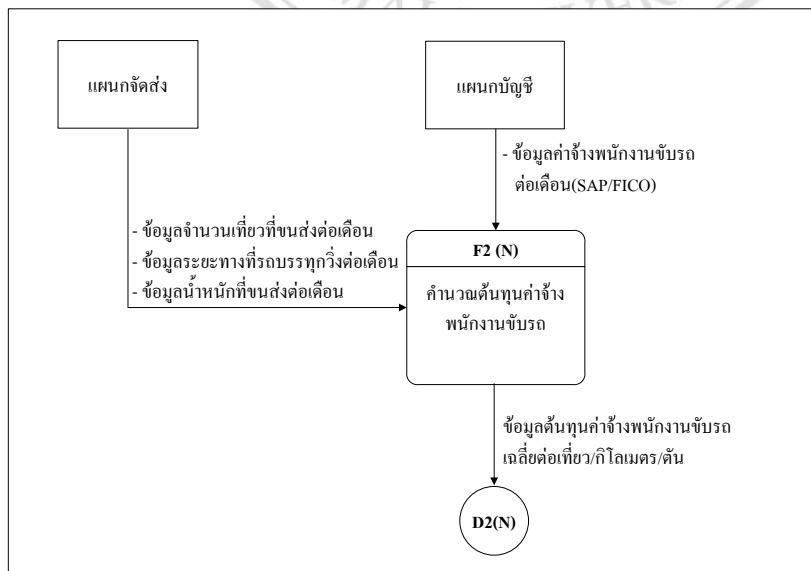 แผนกจัดส่ง
แผนกบัญชี
- ข้อมูลค่าจ้างพนักงานขับรถ
ต่อเดือน(SAP/FICO)
- ข้อมูลจำนวนเที่ยวที่ขนส่งต่อเดือน
- ข้อมูลระยะทางที่รถบรรทุกวิ่งต่อเดือน
- ข้อมูลน้ำหนักที่ขนส่งต่อเดือน
F2 (N)
คำนวณต้นทุนค่าจ้าง
พนักงานขับรถ
ข้อมูลต้นทุนค่าจ้างพนักงานขับรถ
เฉลี่ยต่อเที่ยว/กิโลเมตร/ตัน
D2(N)